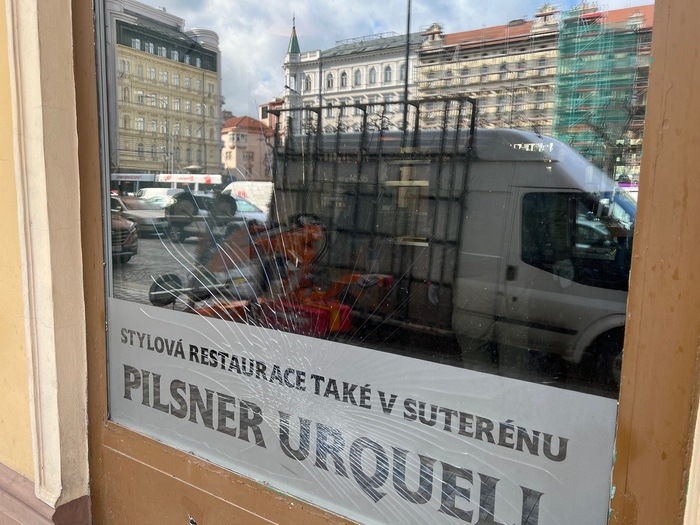 STYLOVÁ RESTAURACE TAKÉ V SUTERÉNU
PILSNER URQUELL